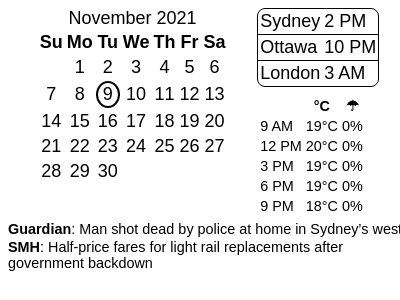 November 2021
Su Mo Tu We Th Fr Sa
1 2 3 4 5 6
7 8 9 10 11 12 13
14 15 16 17 18 19 20
21 22 23 24 25 26 27
28 29 30
Sydney 2 PM
Ottawa 10 PM
London 3 AM
°C ☂
9 AM 19°C 0%
12 PM 20°C 0%
3 PM 19°C 0%
6 PM 19°C 0%
9 PM 18°C 0%
Guardian: Man shot dead by police at home in Sydney’s west
SMH: Half-price fares for light rail replacements after
government backdown